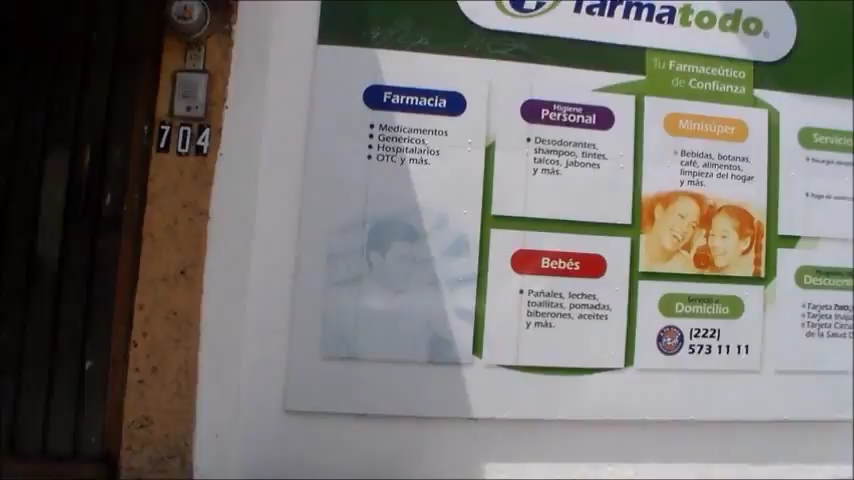 farmatodo
Tu Farmacéutico
de Confianza
704
Farmacia
• Medicamentos
Genéricos,
• Hospitalarios
• OTC y más.
Higiene
Personal
• Desodorantes,
shampoo, tintes,
talcos, jabones
y más.
Minisúper
• Bebidas, botanas,
café, alimentos,
limpieza del hogar
y más.
Servicio
Bebés
• Pañales, leches,
toallitas, pomadas,
biberones, aceites
y más.
Servicio a
Domicilio
(222)
573 11 11
Descuent
• Tarjeta
• Tarjeta
• Tarjeta
de la Salud